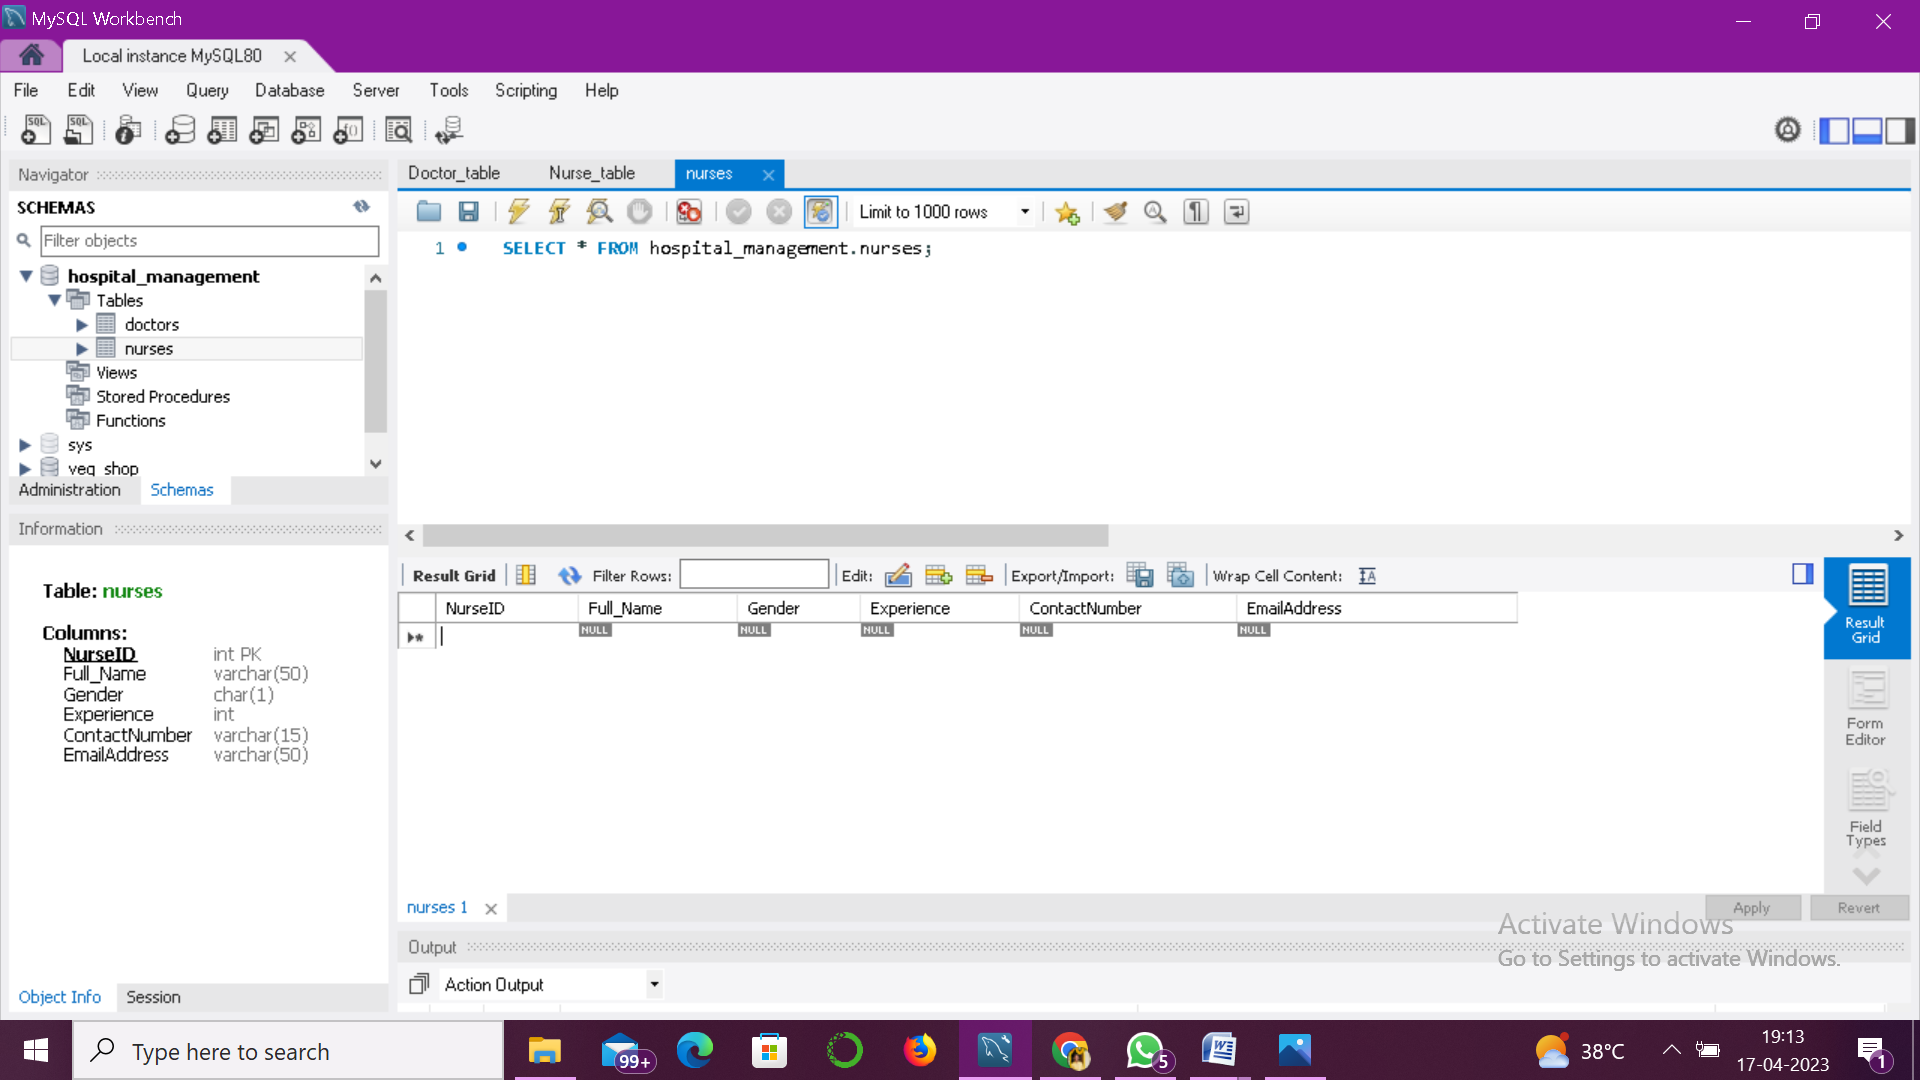 MySQL Workbench
Local instance MySQL80
File Edit View Query Database Server Tools Scripting Help
Navigator
SCHEMAS
Filter objects
hospital_management
Tables
doctors
nurses
Views
Stored Procedures
Functions
sys
veg_shop
Administration Schemas
Information
Table: nurses
Columns:
NurseID int PK
Full_Name varchar(50)
Gender char(1)
Experience int
ContactNumber varchar(15)
EmailAddress varchar(50)
Object Info Session
Doctor_table Nurse_table nurses
Limit to 1000 rows
1 SELECT * FROM hospital_management.nurses;
Result Grid Filter Rows: Edit: Export/Import: Wrap Cell Content:
NurseID Full_Name Gender Experience ContactNumber EmailAddress
NULL NULL NULL NULL NULL
Result Grid
Form Editor
Field Types
nurses 1
Apply Revert
Output
Action Output
Activate Windows
Go to Settings to activate Windows.
Type here to search
99+
5
38°C
19:13
17-04-2023
1